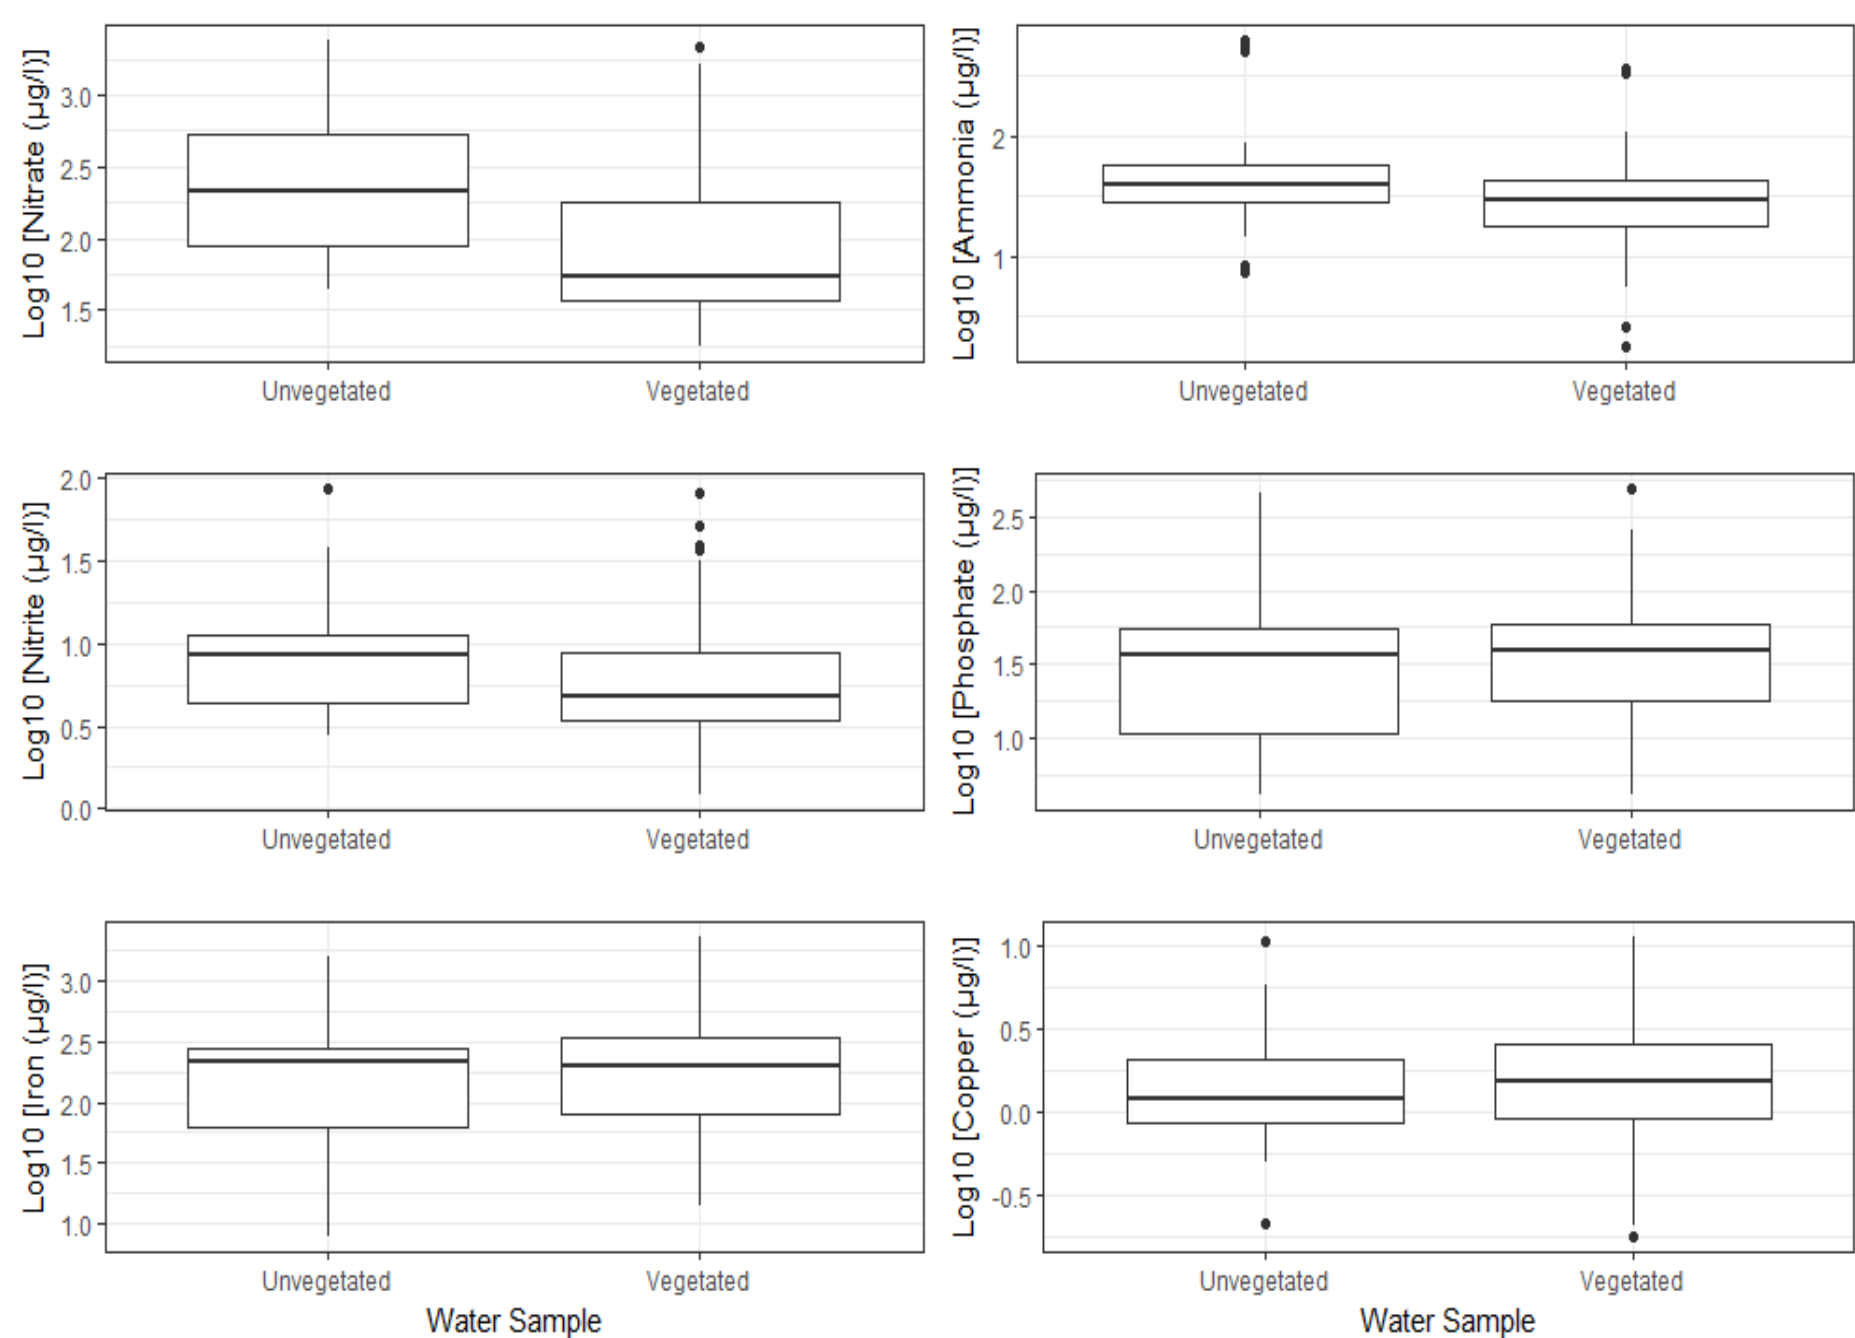 Log10 [Nitrate (µg/l)]
3.0
2.5
2.0
1.5
Unvegetated Vegetated
Log10 [Ammonia (µg/l)]
2
1
Unvegetated Vegetated
Log10 [Nitrite (µg/l)]
2.0
1.5
1.0
0.5
0.0
Unvegetated Vegetated
Log10 [Phosphate (µg/l)]
2.5
2.0
1.5
1.0
Unvegetated Vegetated
Log10 [Iron (µg/l)]
3.0
2.5
2.0
1.5
1.0
Unvegetated Vegetated
Water Sample
Log10 [Copper (µg/l)]
1.0
0.5
0.0
-0.5
Unvegetated Vegetated
Water Sample